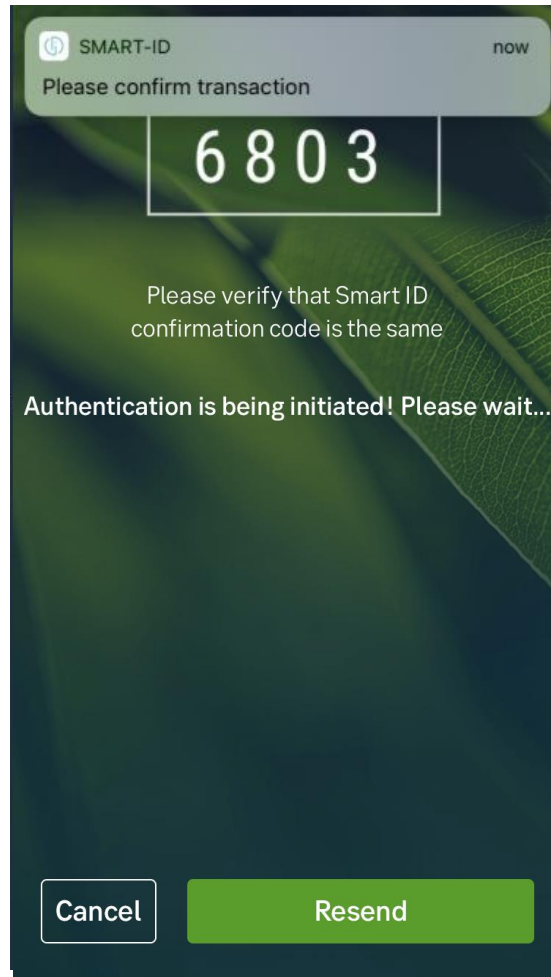 SMART-ID now
Please confirm transaction
6803
Please verify that Smart ID
confirmation code is the same
Authentication is being initiated! Please wait...
Cancel Resend